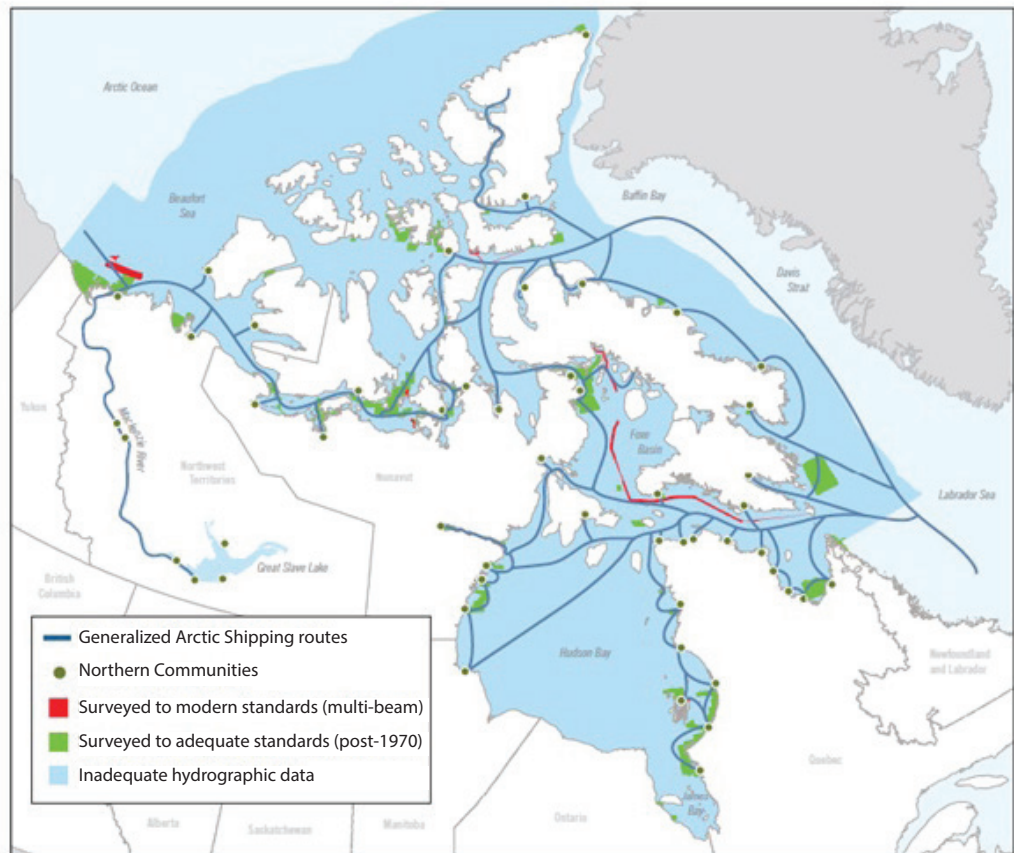 Arctic Ocean
Beaufort
Sea
Baffin Bay
Davis
Strait
Yukon
Mackenzie River
Northwest
Territories
Nunavut
Foxe
Basin
Labrador Sea
Great Slave Lake
British
Columbia
Hudson Bay
Newfoundland
and Labrador
James
Bay
Quebec
Alberta
Saskatchewan
Manitoba
Ontario
Generalized Arctic Shipping routes
Northern Communities
Surveyed to modern standards (multi-beam)
Surveyed to adequate standards (post-1970)
Inadequate hydrographic data